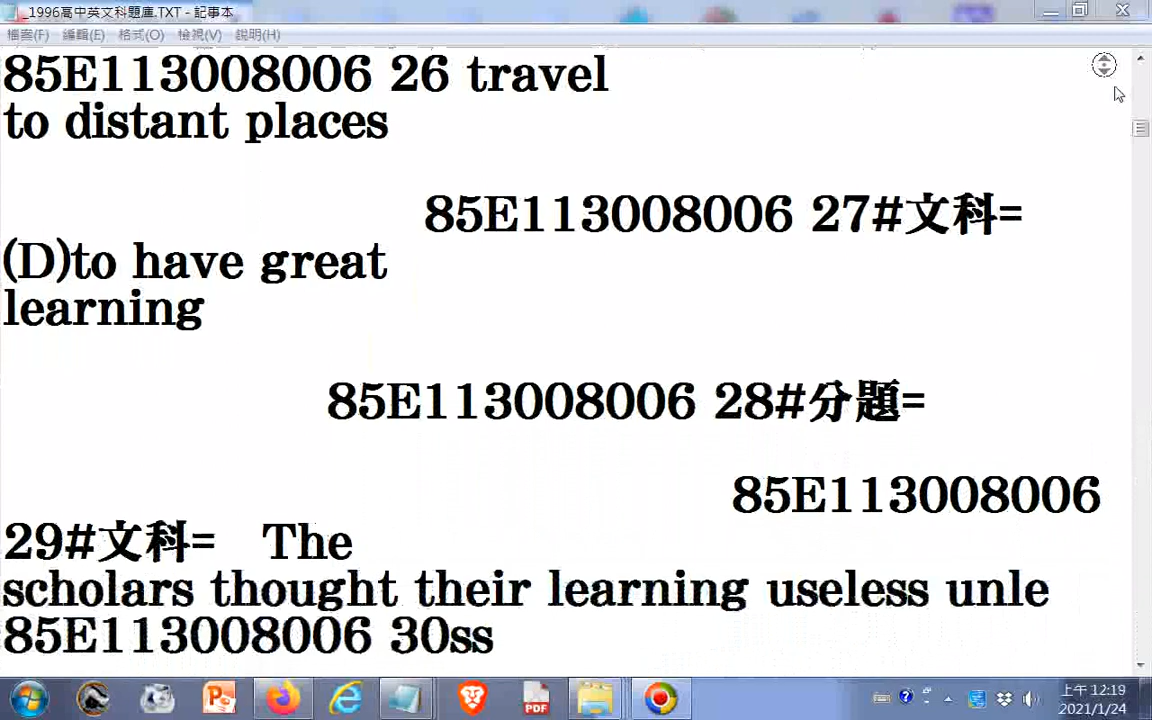 _1996高中英文科題庫.TXT - 記事本
檔案(F) 編輯(E) 格式(O) 檢視(V) 說明(H)
85E113008006 26 travel
to distant places
85E113008006 27#文科=
(D)to have great
learning
85E113008006 28#分題=
85E113008006
29#文科= The
scholars thought their learning useless unle
85E113008006 30ss
PDF
上午 12:19
2021/1/24